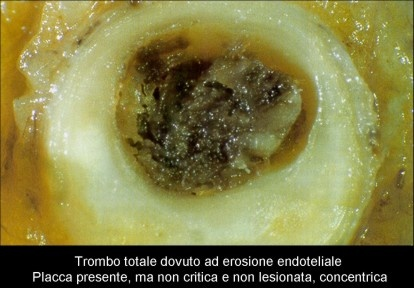 Trombo totale dovuto ad erosione endoteliale
Placca presente, ma non critica e non lesionata, concentrica